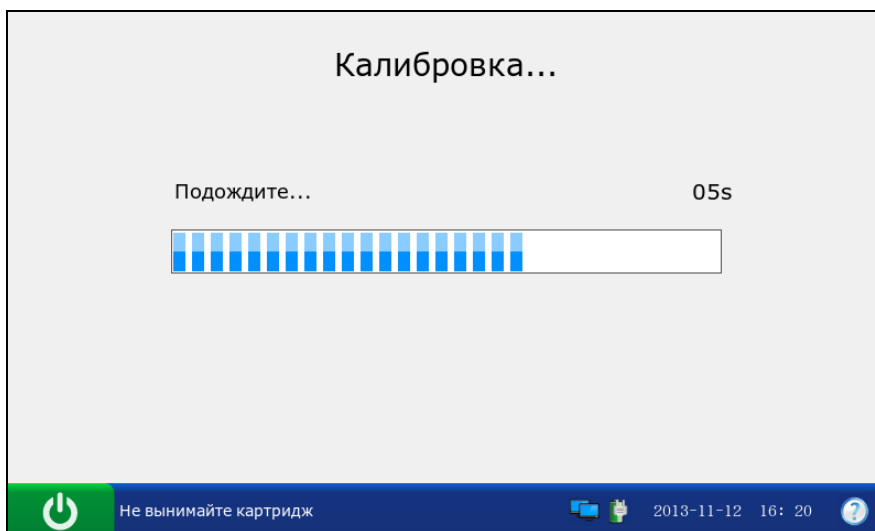 Калибровка...
Подождите... 05s
Не вынимайте картридж 2013-11-12 16: 20 ?